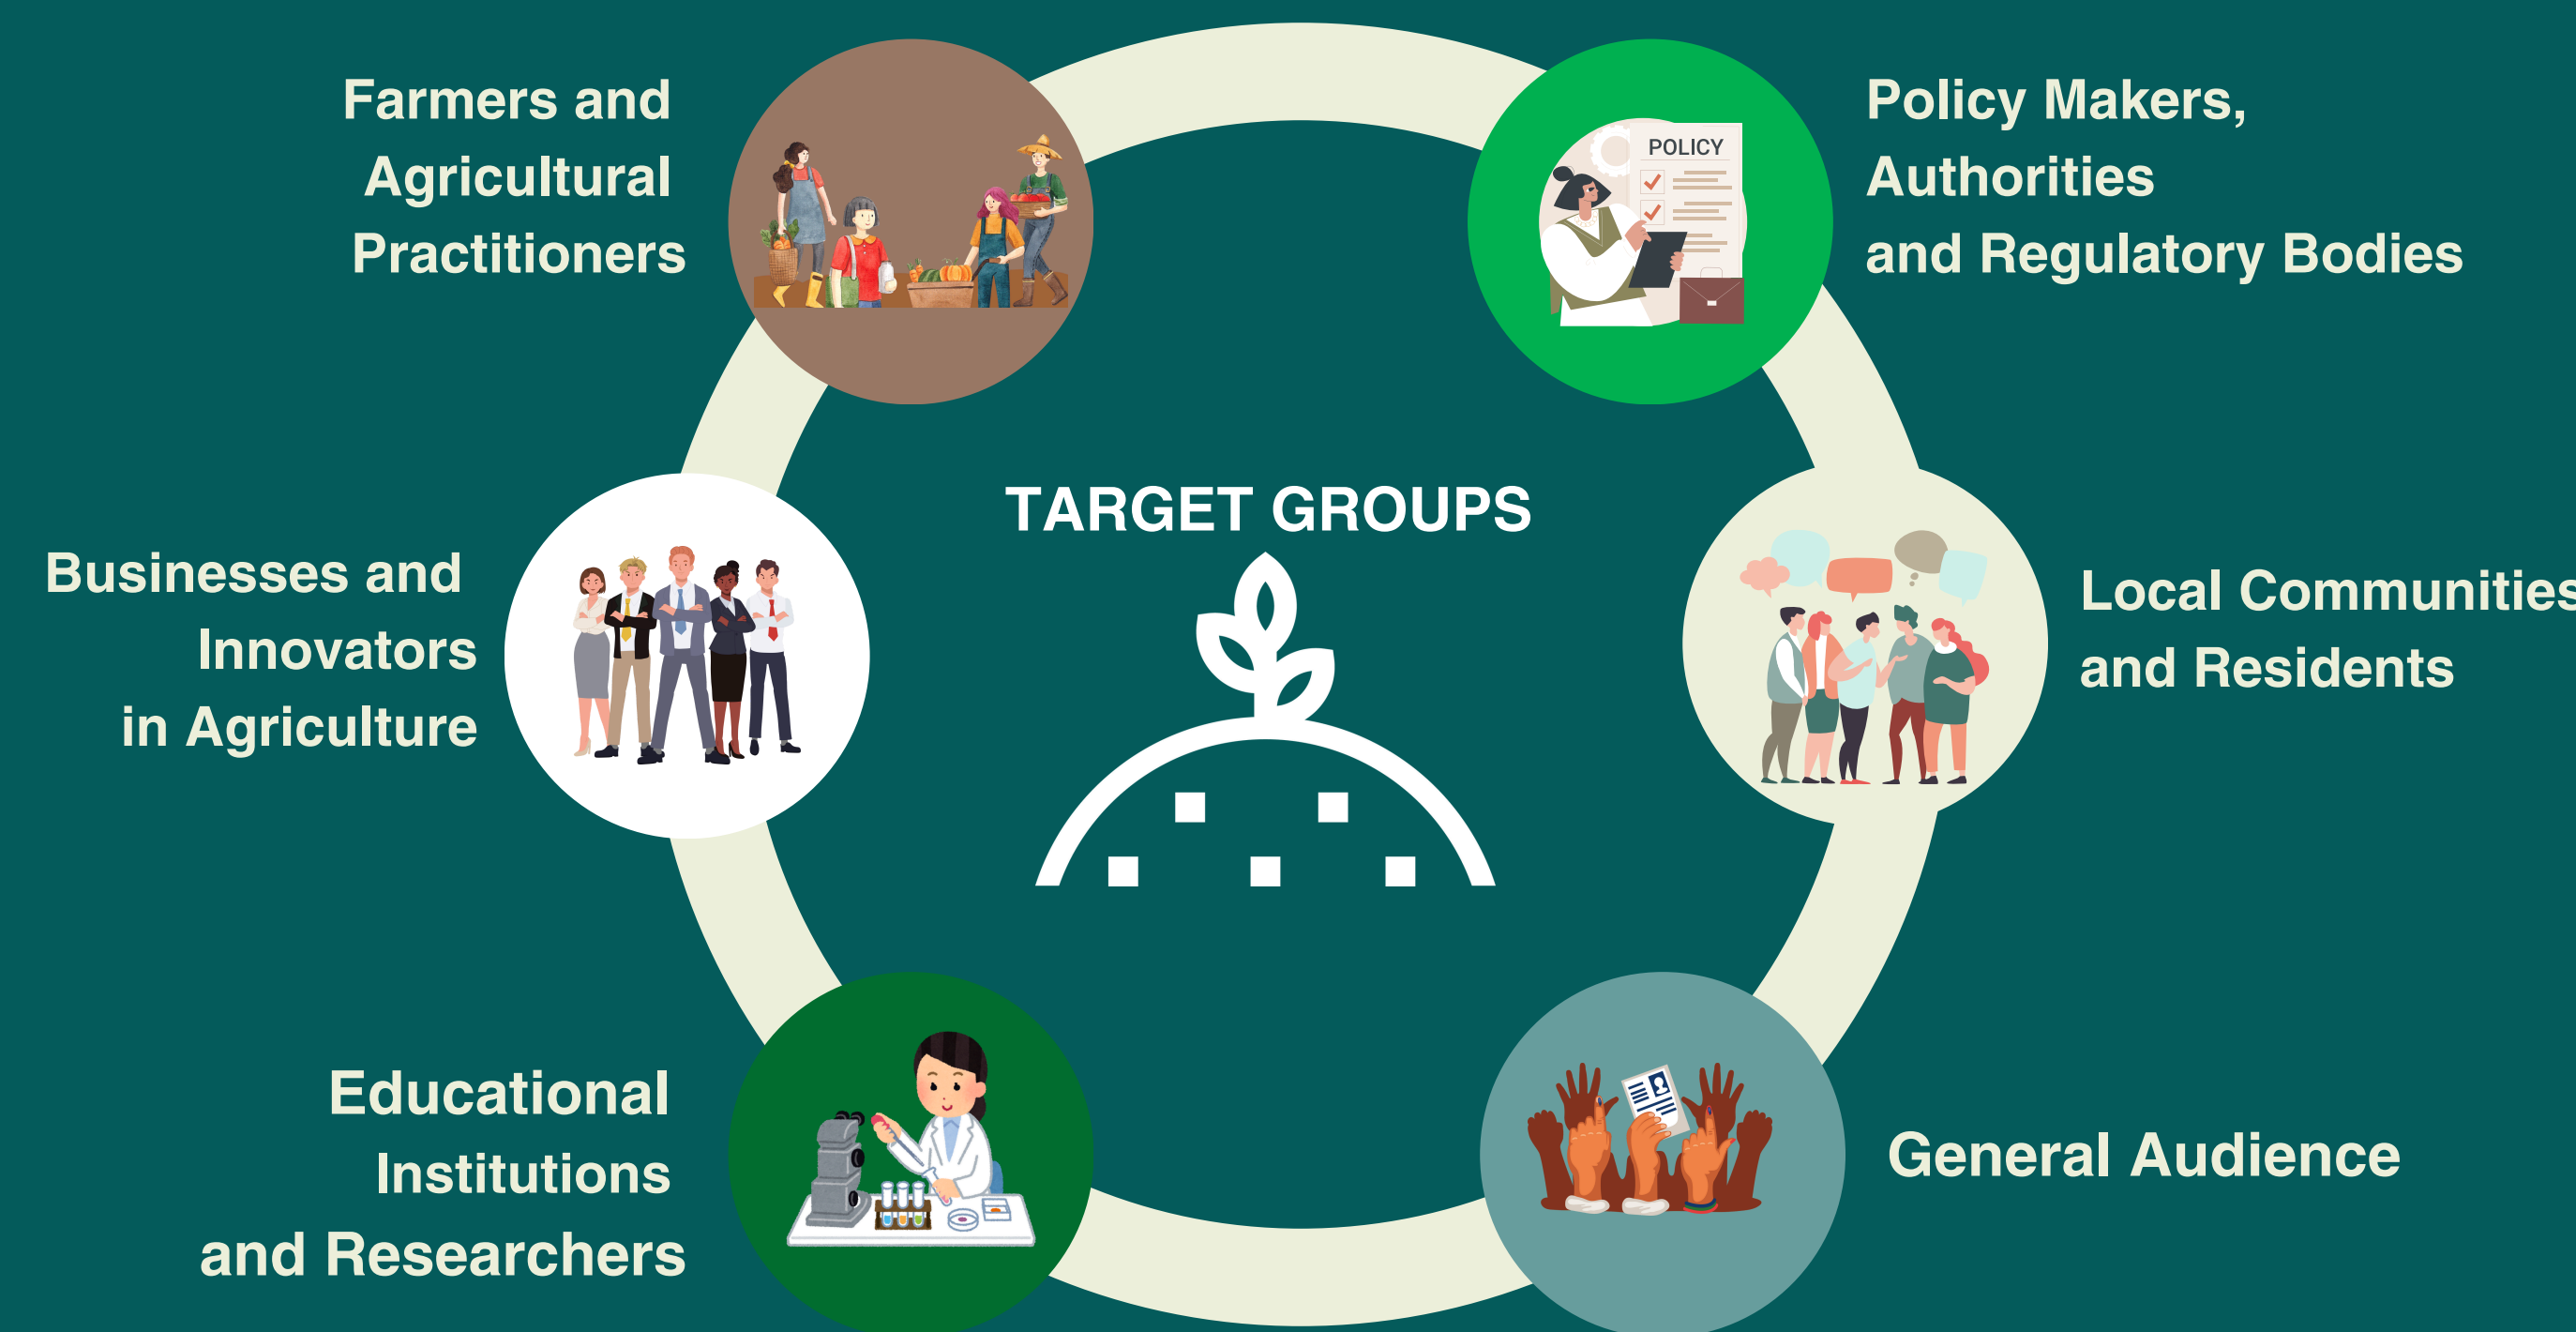 Farmers and
Agricultural
Practitioners
POLICY
Policy Makers,
Authorities
and Regulatory Bodies
TARGET GROUPS
Businesses and
Innovators
in Agriculture
Local Communities
and Residents
Educational
Institutions
and Researchers
General Audience